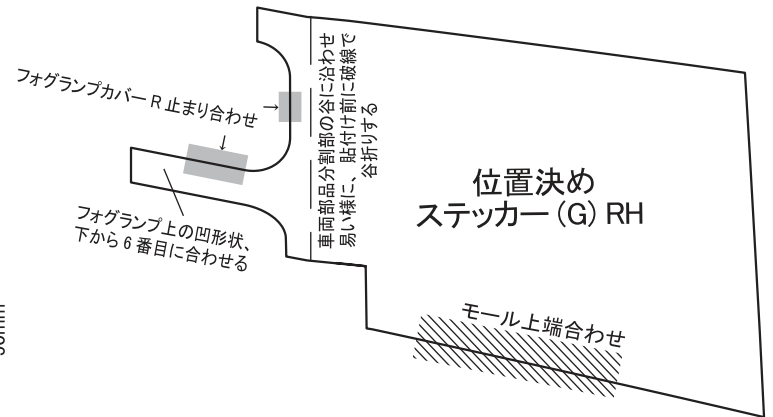 フォグランプカバー R 止まり合わせ
→
↓
車両部品分割部の谷に沿わせ
易い様に、貼付け前に破線で
谷折りする
位置決め
ステッカー (G) RH
フォグランプ上の凹形状、
下から 6 番目に合わせる
モール上端合わせ